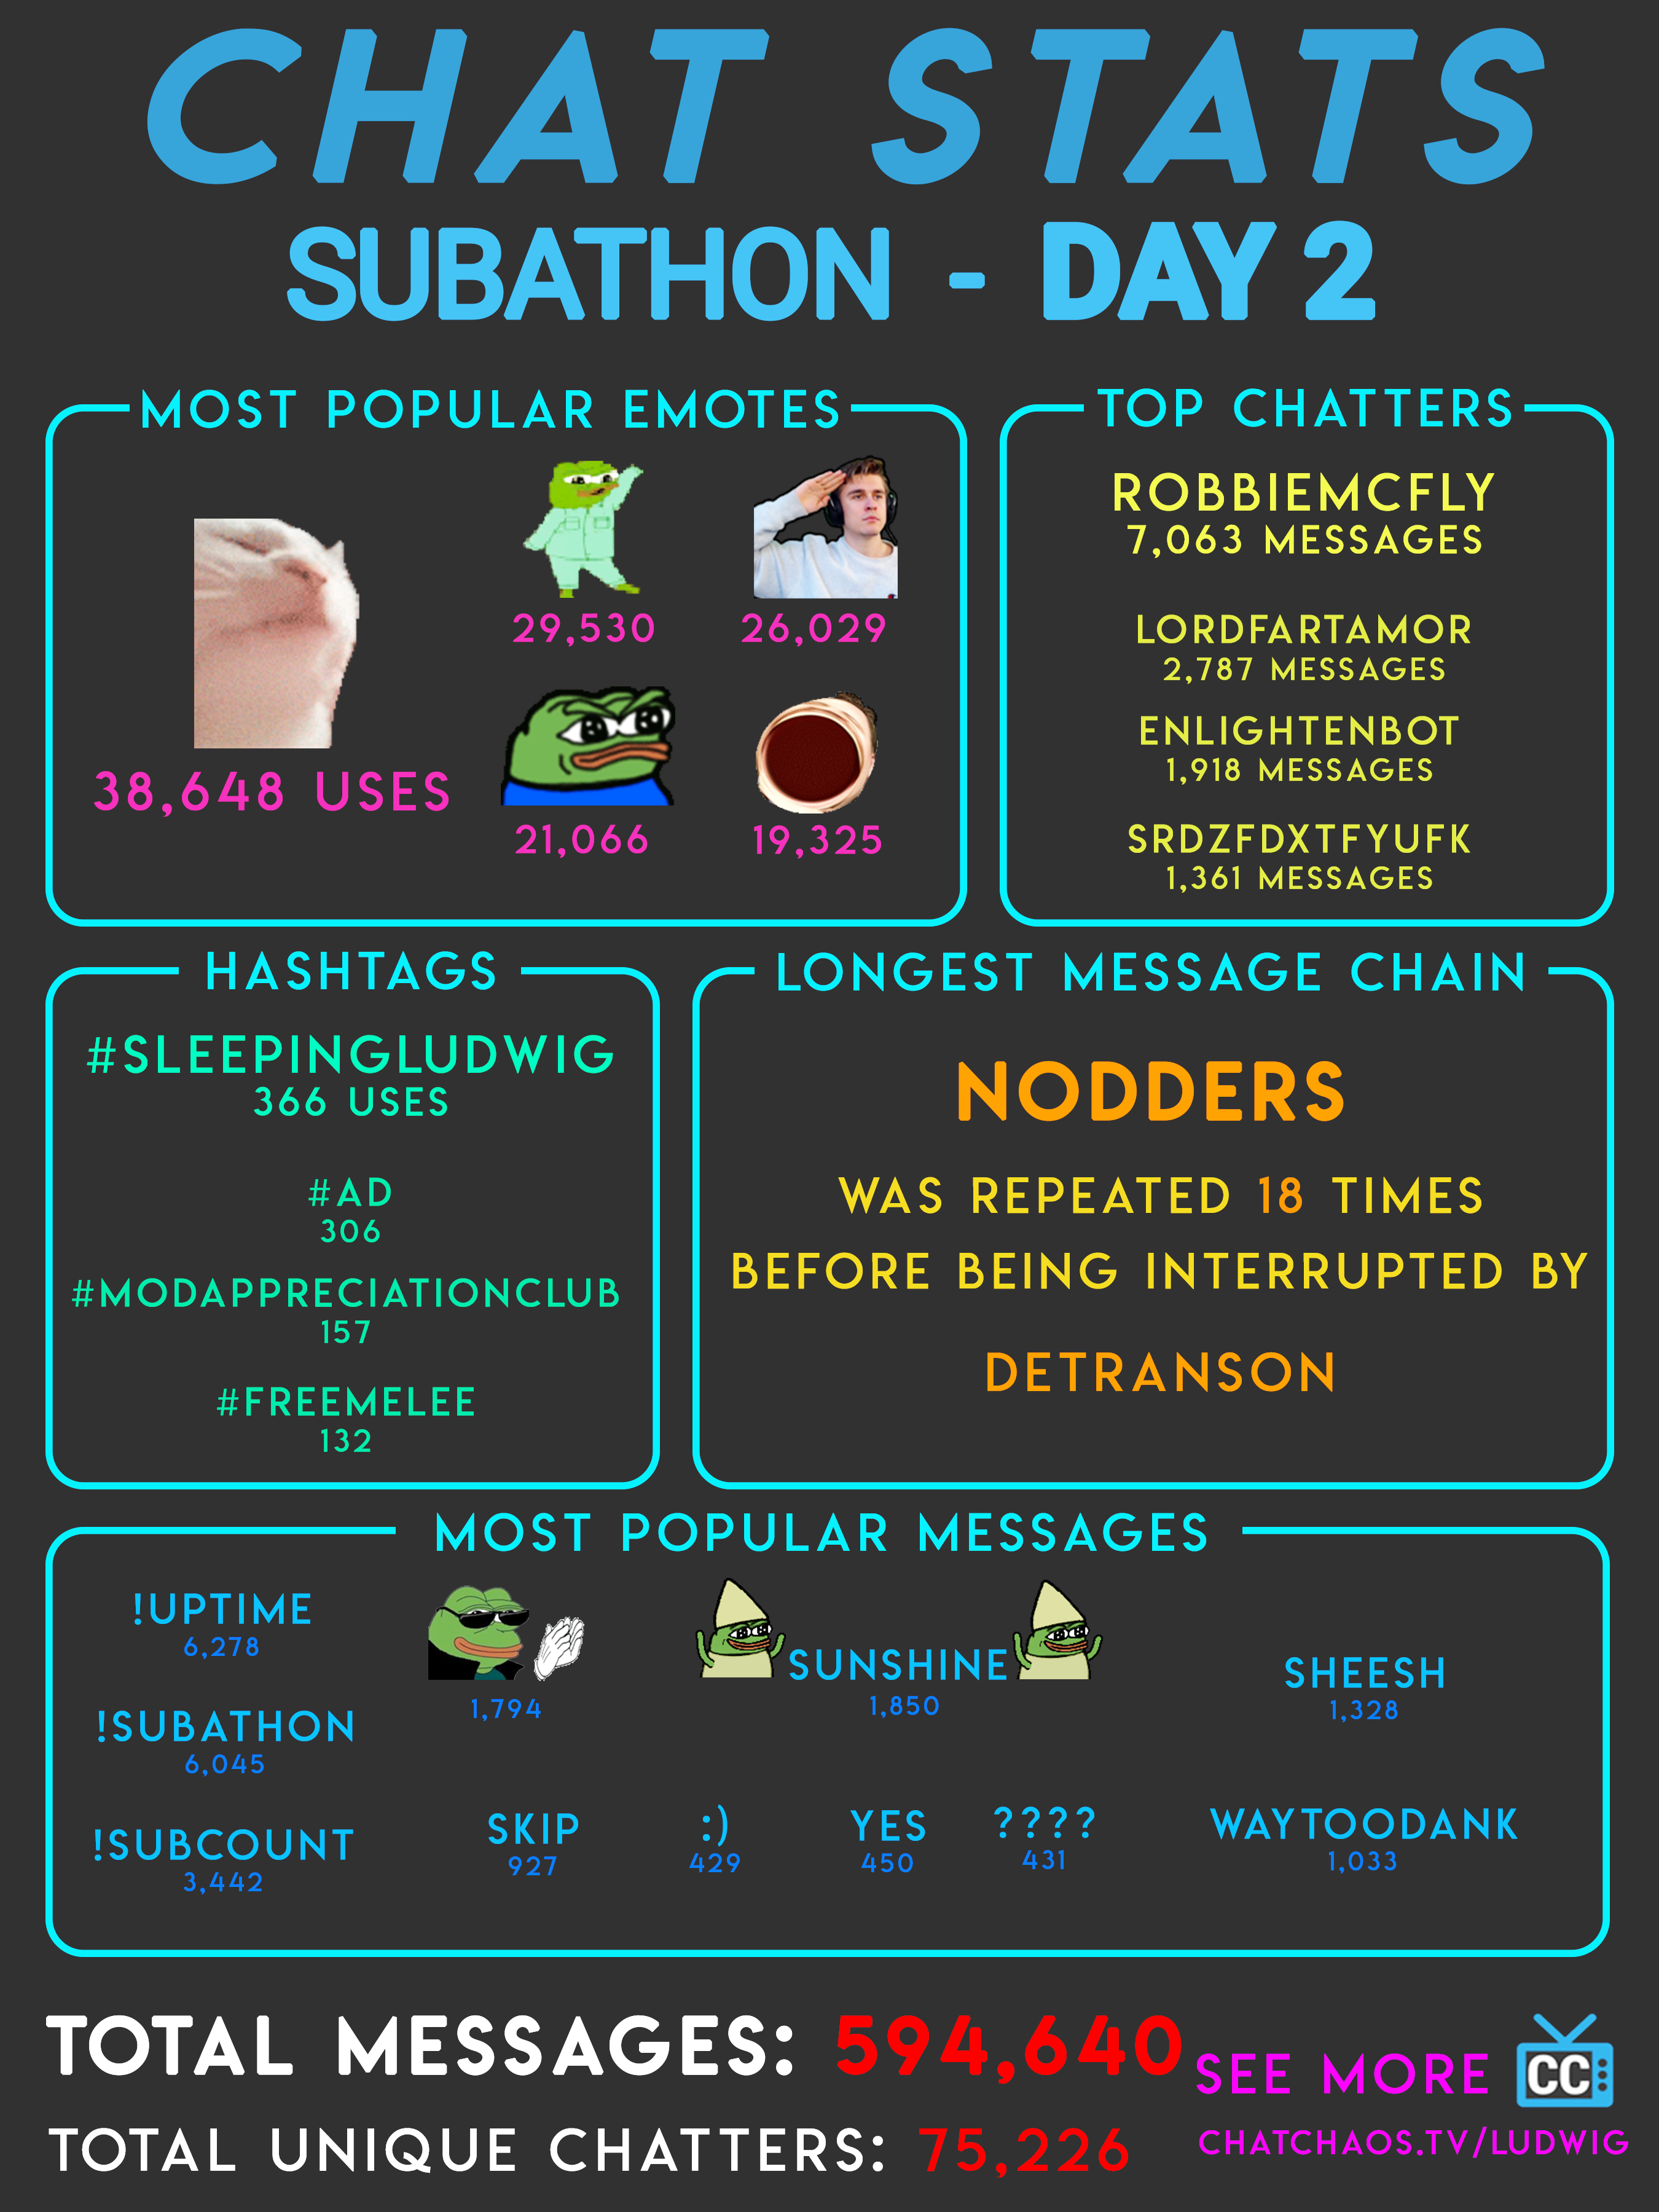 CHAT STATS
SUBATHON - DAY 2
MOST POPULAR EMOTES
38,648 USES
29,530
26,029
21,066
19,325
TOP CHATTERS
ROBBIEMCFLY
7,063 MESSAGES
LORDFARTAMOR
2,787 MESSAGES
ENLIGHTENBOT
1,918 MESSAGES
SRDZFDXTFYUFK
1,361 MESSAGES
HASHTAGS
#SLEEPINGLUDWIG
366 USES
#AD
306
#MODAPPRECIATIONCLUB
157
#FREEMELEE
132
LONGEST MESSAGE CHAIN
NODDERS
WAS REPEATED 18 TIMES
BEFORE BEING INTERRUPTED BY
DETRANSON
MOST POPULAR MESSAGES
!UPTIME
6,278
!SUBATHON
6,045
!SUBCOUNT
3,442
1,794
SUNSHINE
1,850
SHEESH
1,328
SKIP
927
:)
429
YES
450
????
431
WAYTOODANK
1,033
TOTAL MESSAGES: 594,640
TOTAL UNIQUE CHATTERS: 75,226
SEE MORE
CC
CHATCHAOS.TV/LUDWIG